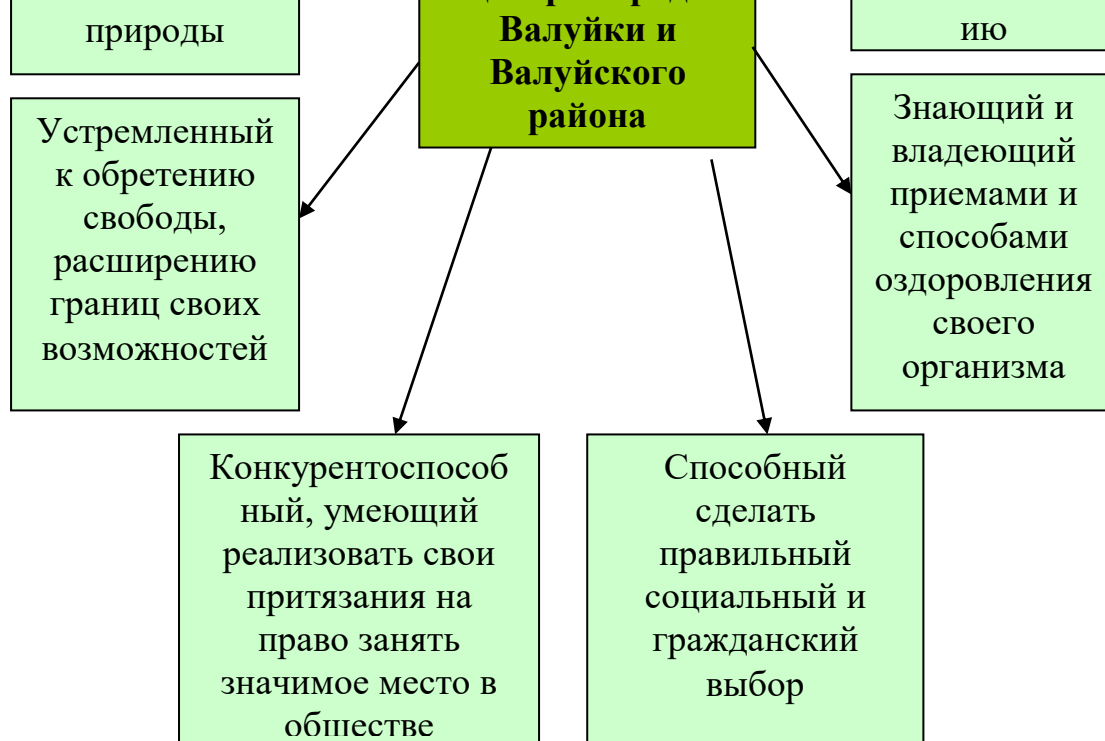 природы
Валуйки и
Валуйского
района
ию
Устремленный
к обретению
свободы,
расширению
границ своих
возможностей
Знающий и
владеющий
приемами и
способами
оздоровления
своего
организма
Конкурентоспособ
ный, умеющий
реализовать свои
притязания на
право занять
значимое место в
обществе
Способный
сделать
правильный
социальный и
гражданский
выбор